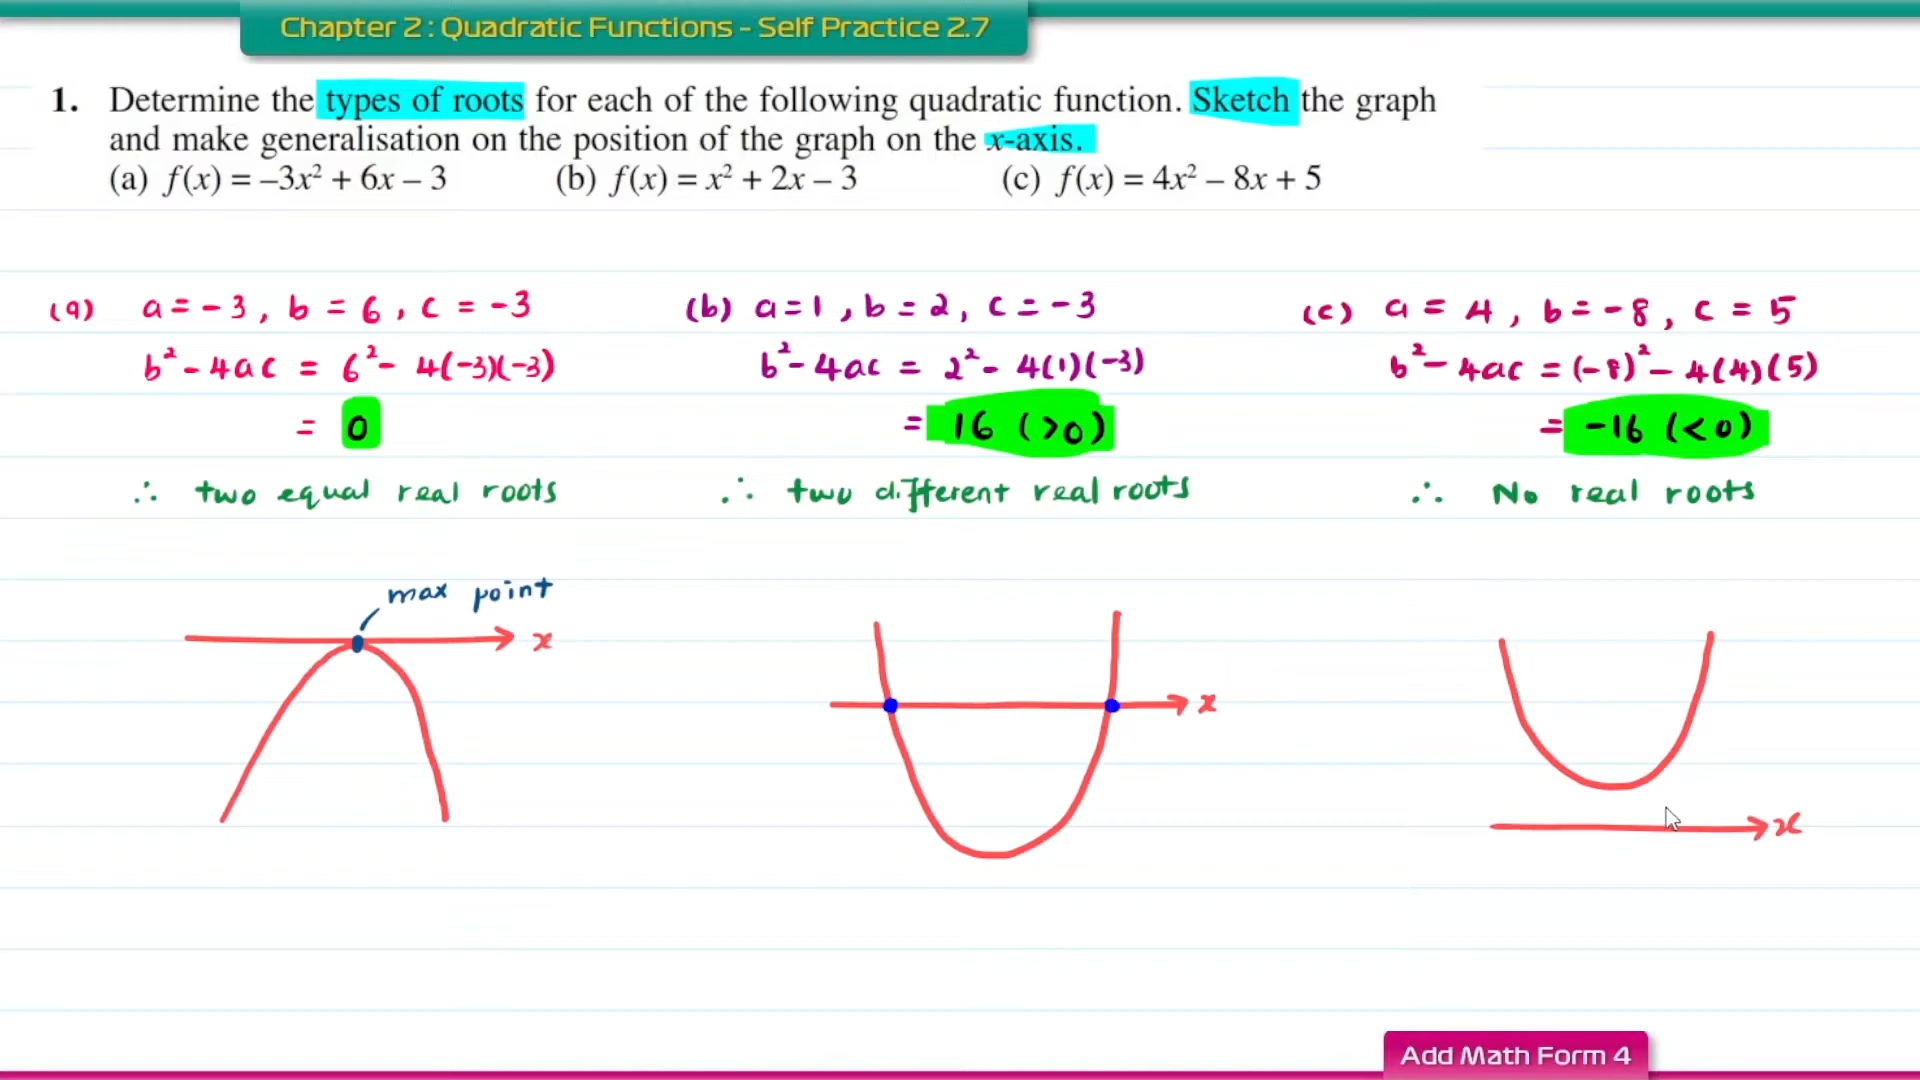 Chapter 2 : Quadratic Functions - Self Practice 2.7
1. Determine the types of roots for each of the following quadratic function. Sketch the graph
and make generalisation on the position of the graph on the x-axis.
(a) f(x) = –3x² + 6x – 3 (b) f(x) = x² + 2x – 3 (c) f(x) = 4x² – 8x + 5
(a) a = -3, b = 6, c = -3 (b) a=1, b=2, c=-3 (c) a = 4, b=-8, c = 5
b² - 4ac = 6² - 4(-3)(-3) b² - 4ac = 2² - 4(1)(-3) b² - 4ac = (-8)² - 4(4)(5)
= 0 = 16 (>0) = -16 (<0)
∴ two equal real roots ∴ two different real roots ∴ No real roots
max point
x
x
x
Add Math Form 4